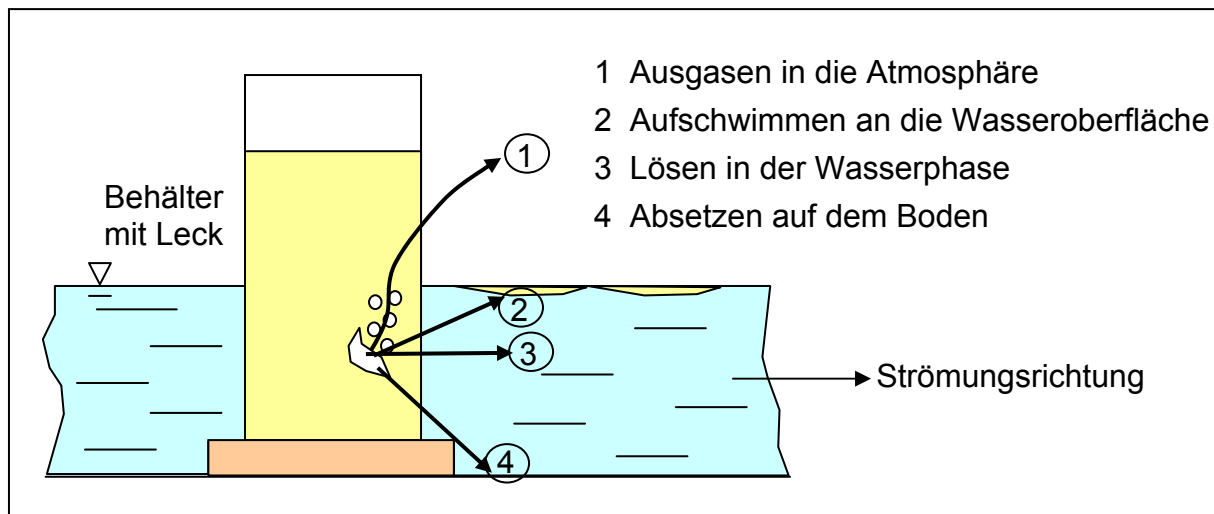 1 Ausgasen in die Atmosphäre
2 Aufschwimmen an die Wasseroberfläche
3 Lösen in der Wasserphase
4 Absetzen auf dem Boden
1
Behälter
mit Leck
2
3
Strömungsrichtung
4